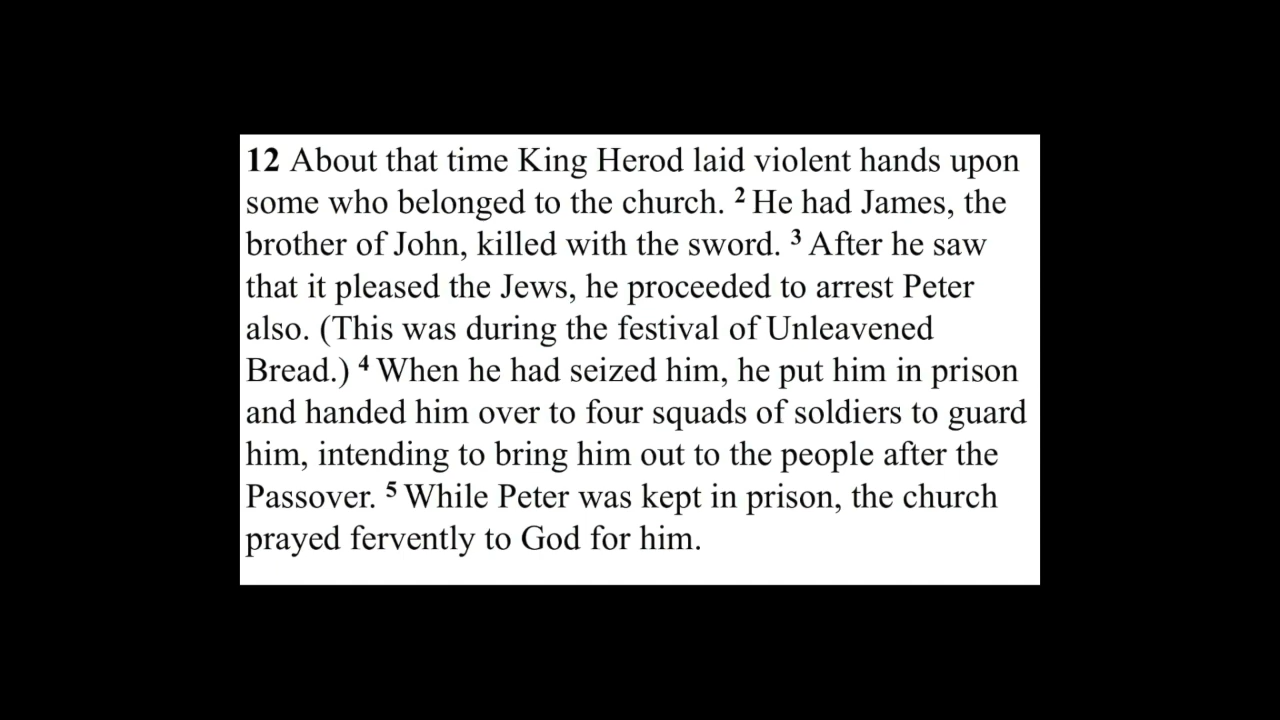 12 About that time King Herod laid violent hands upon
some who belonged to the church. 2 He had James, the
brother of John, killed with the sword. 3 After he saw
that it pleased the Jews, he proceeded to arrest Peter
also. (This was during the festival of Unleavened
Bread.) 4 When he had seized him, he put him in prison
and handed him over to four squads of soldiers to guard
him, intending to bring him out to the people after the
Passover. 5 While Peter was kept in prison, the church
prayed fervently to God for him.